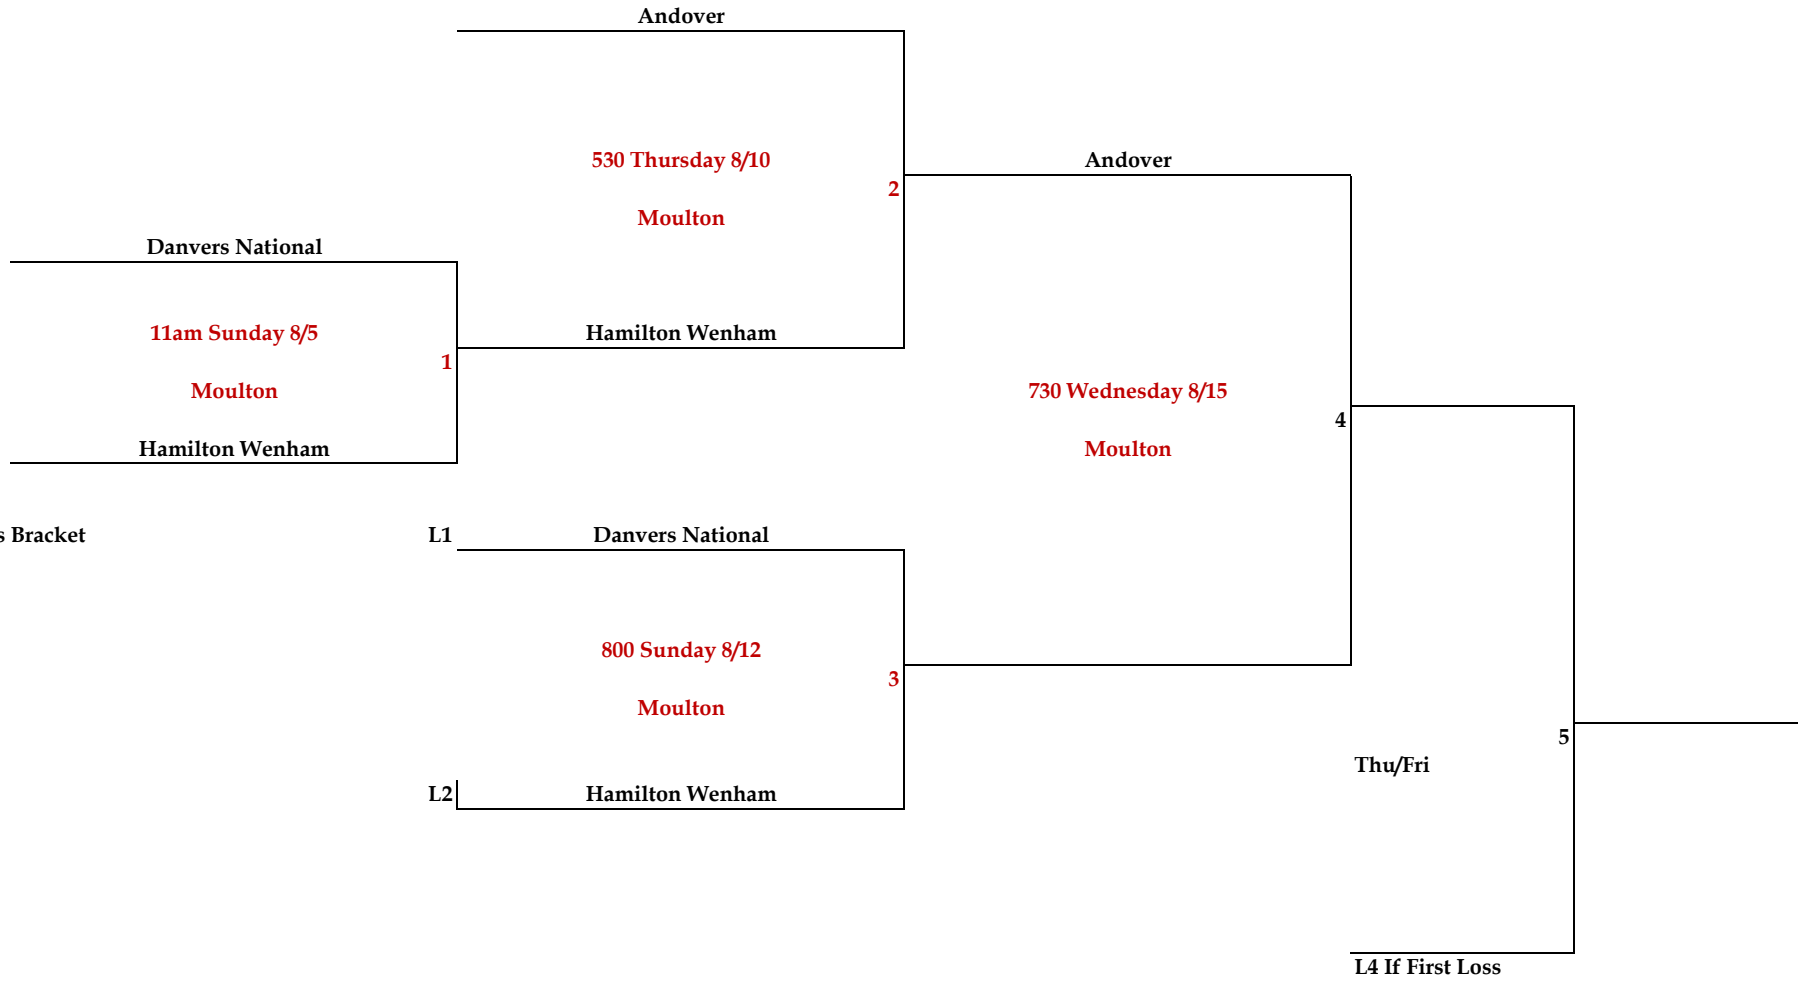 Andover
530 Thursday 8/10
Andover
2
Moulton
Danvers National
11am Sunday 8/5
Hamilton Wenham
1
Moulton
730 Wednesday 8/15
4
Hamilton Wenham
Moulton
s Bracket
L1
Danvers National
800 Sunday 8/12
3
Moulton
5
Thu/Fri
L2
Hamilton Wenham
L4 If First Loss